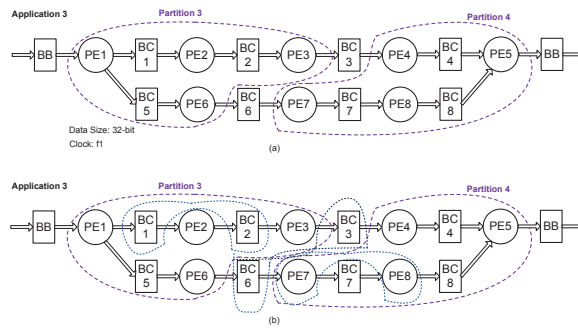 Application 3
Partition 3
Partition 4
BB PE1 BC 1 PE2 BC 2 PE3 BC 3 PE4 BC 4 PE5 BB
BC 5 PE6 BC 6 PE7 BC 7 PE8 BC 8
Data Size: 32-bit
Clock: f1
(a)
Application 3
Partition 3
Partition 4
BB PE1 BC 1 PE2 BC 2 PE3 BC 3 PE4 BC 4 PE5 BB
BC 5 PE6 BC 6 PE7 BC 7 PE8 BC 8
(b)